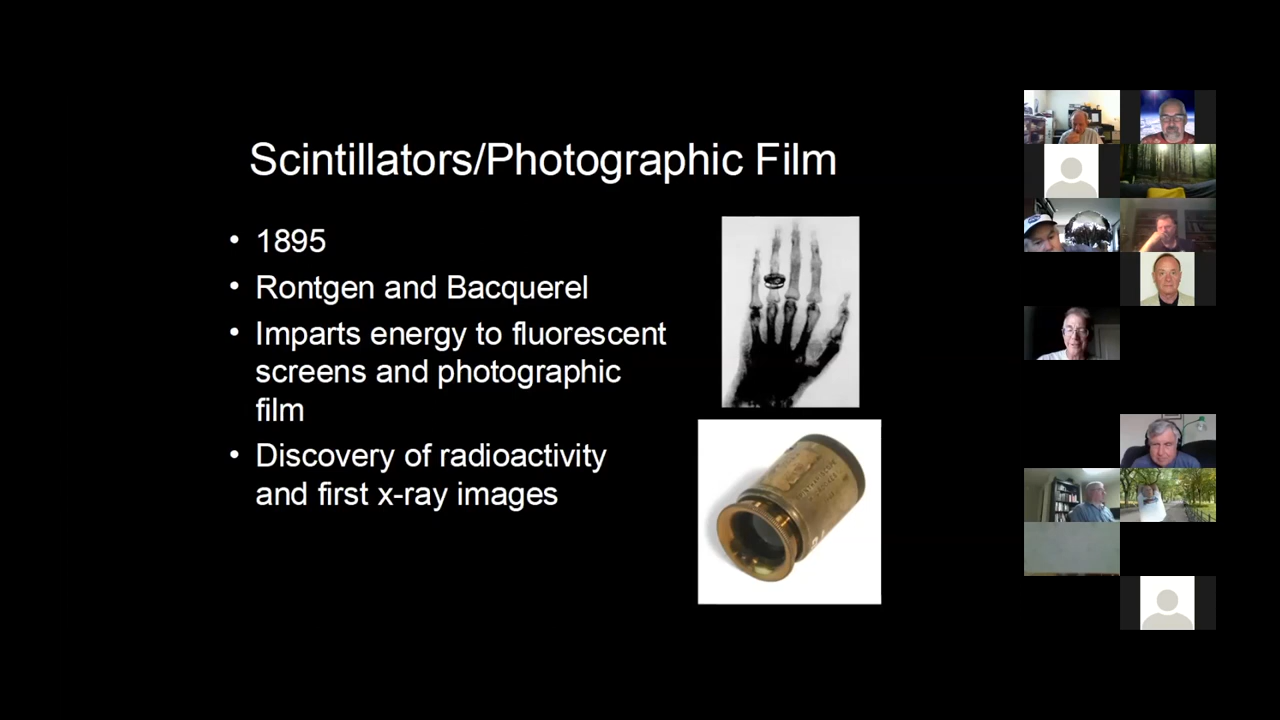 Scintillators/Photographic Film
• 1895
• Rontgen and Bacquerel
• Imparts energy to fluorescent
screens and photographic
film
• Discovery of radioactivity
and first x-ray images